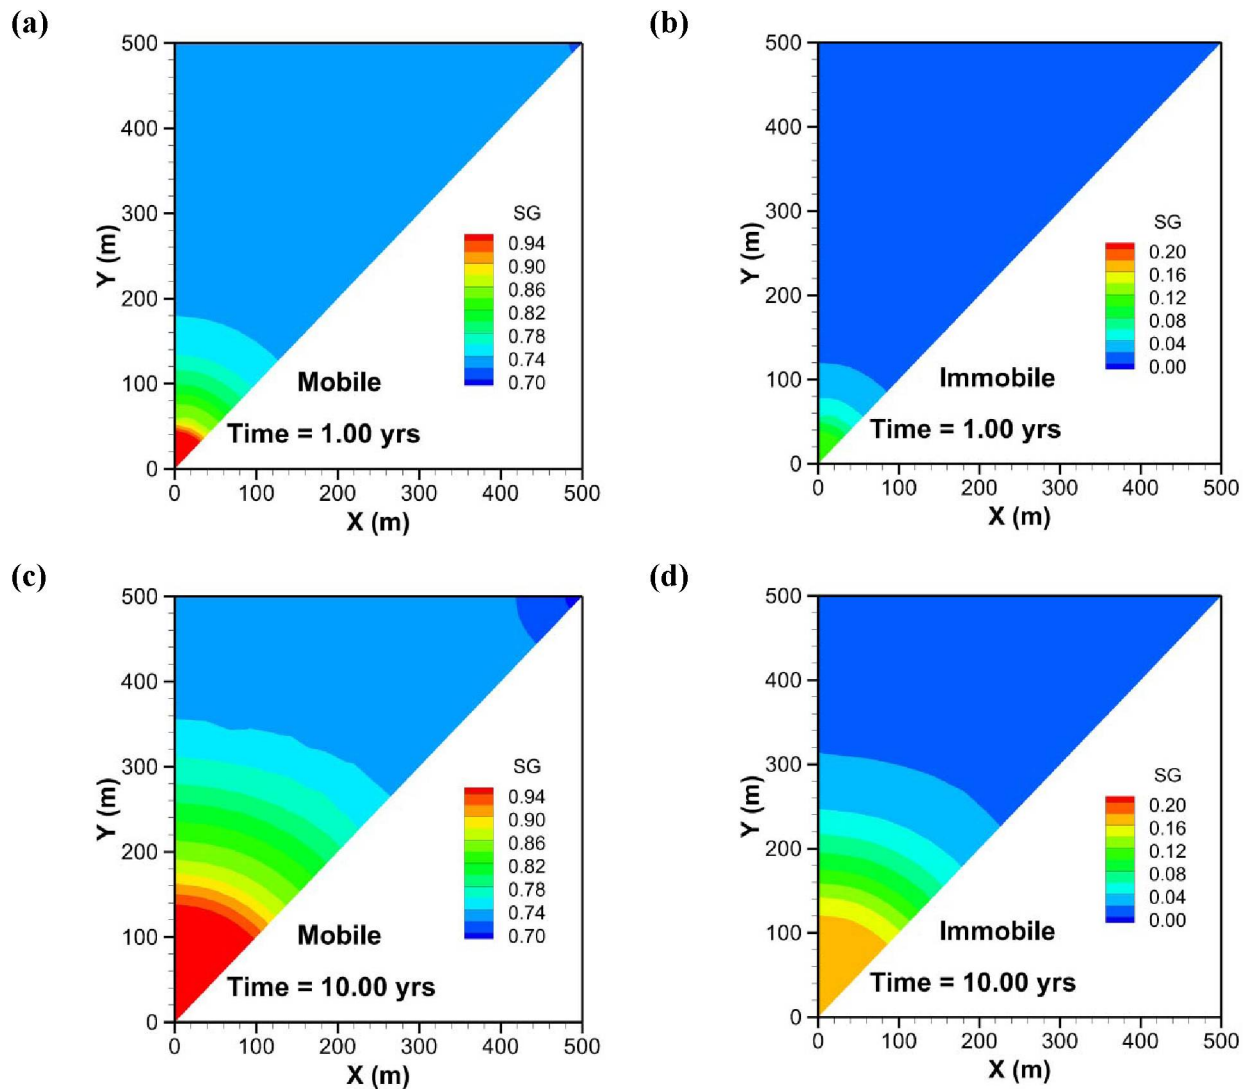 (a)
500
400
300
200
100
0
Y (m)
0 100 200 300 400 500
X (m)
SG
0.94
0.90
0.86
0.82
0.78
0.74
0.70
Mobile
Time = 1.00 yrs
(b)
500
400
300
200
100
0
Y (m)
0 100 200 300 400 500
X (m)
SG
0.20
0.16
0.12
0.08
0.04
0.00
Immobile
Time = 1.00 yrs
(c)
500
400
300
200
100
0
Y (m)
0 100 200 300 400 500
X (m)
SG
0.94
0.90
0.86
0.82
0.78
0.74
0.70
Mobile
Time = 10.00 yrs
(d)
500
400
300
200
100
0
Y (m)
0 100 200 300 400 500
X (m)
SG
0.20
0.16
0.12
0.08
0.04
0.00
Immobile
Time = 10.00 yrs